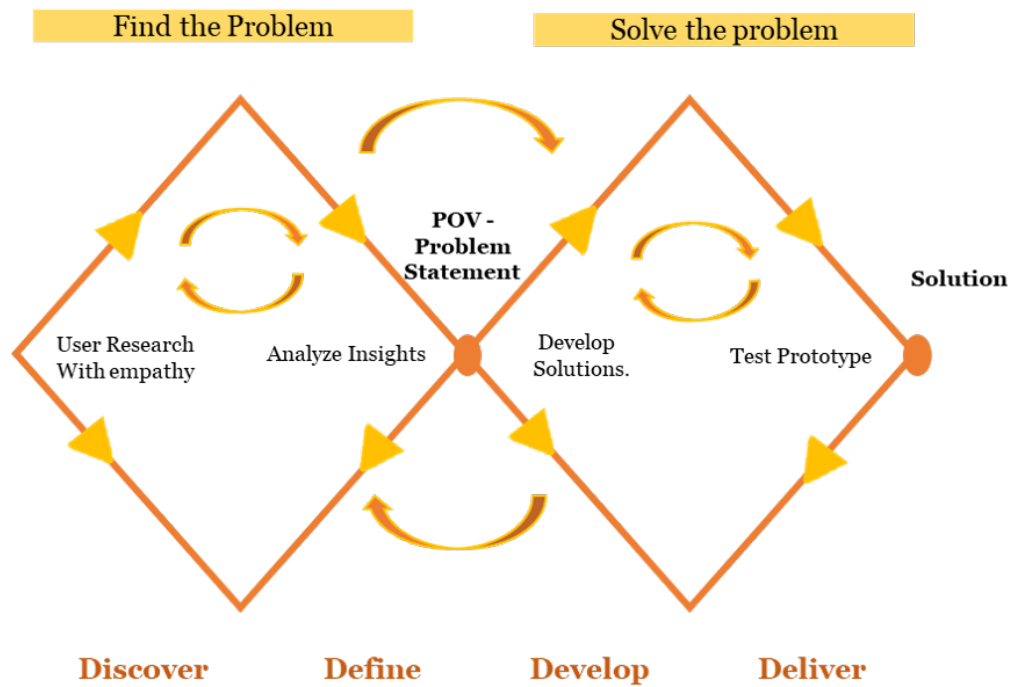 Find the Problem
Solve the problem
POV -
Problem
Statement
Solution
User Research
With empathy
Analyze Insights
Develop
Solutions.
Test Prototype
Discover
Define
Develop
Deliver